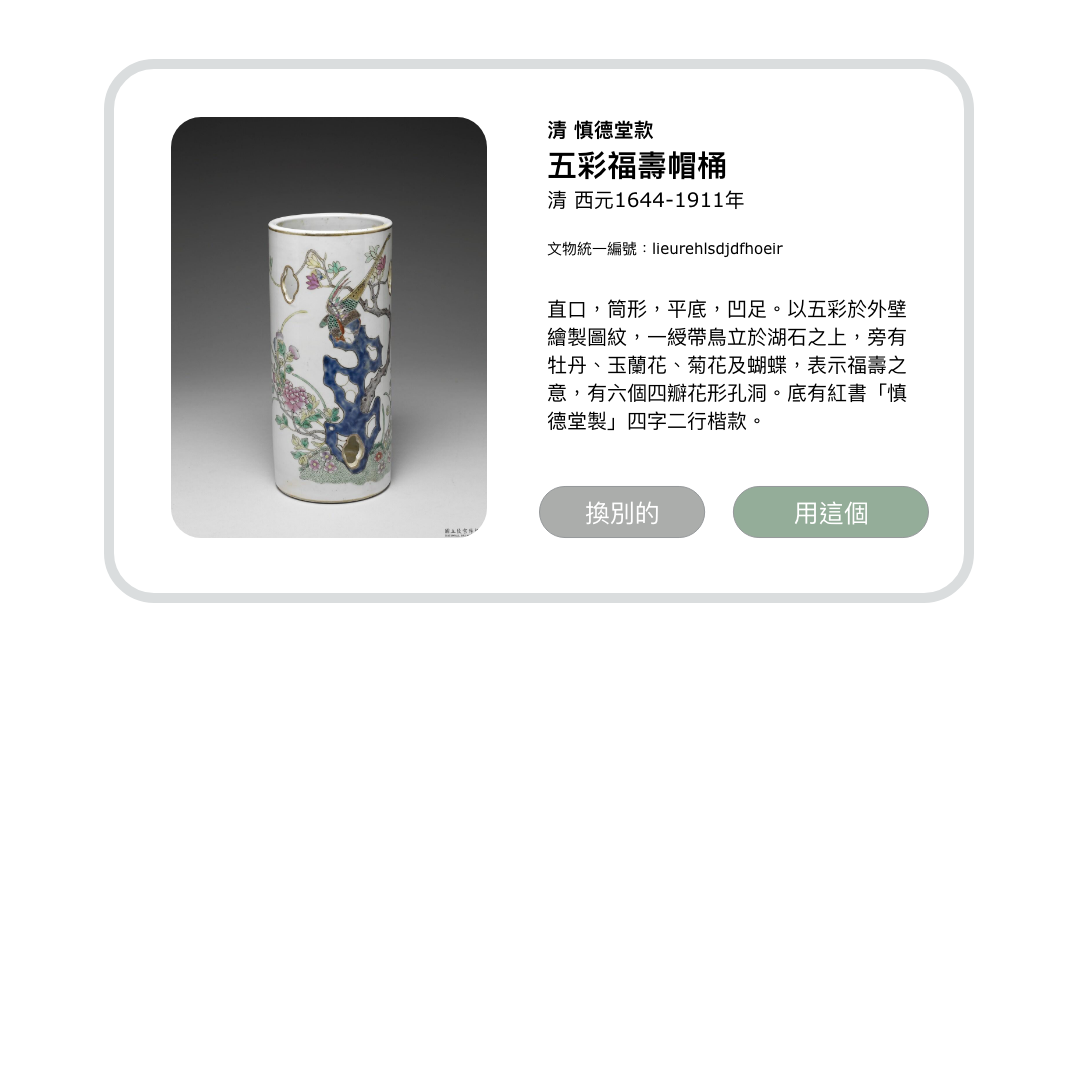 清 慎德堂款
五彩福壽帽桶
清 西元1644-1911年
文物統一編號：lieurehlsdjdfhoeir
直口，筒形，平底，凹足。以五彩於外壁
繪製圖紋，一綬帶鳥立於湖石之上，旁有
牡丹、玉蘭花、菊花及蝴蝶，表示福壽之
意，有六個四瓣花形孔洞。底有紅書「慎
德堂製」四字二行楷款。
換別的
用這個